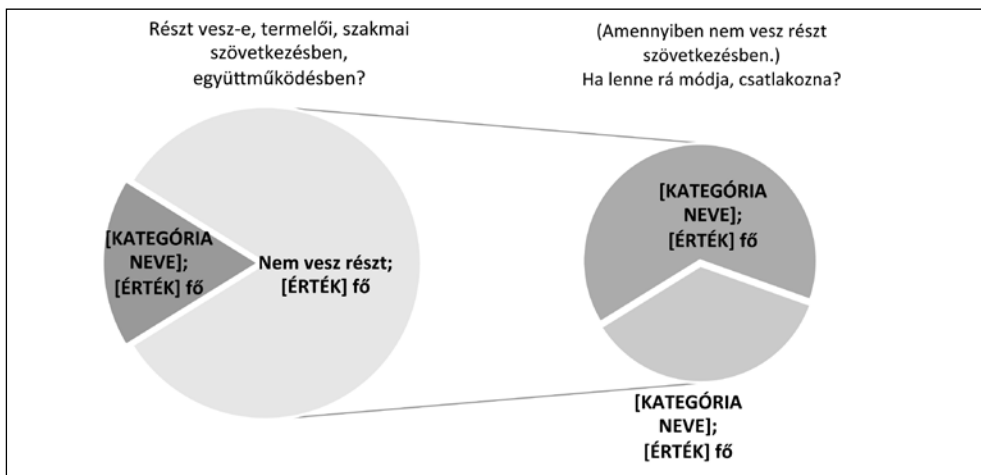 Részt vesz-e, termelői, szakmai
szövetkezésben,
együttműködésben?
(Amennyiben nem vesz részt
szövetkezésben.)
Ha lenne rá módja, csatlakozna?
[KATEGÓRIA
NEVE];
[ÉRTÉK] fő
Nem vesz részt;
[ÉRTÉK] fő
[KATEGÓRIA
NEVE];
[ÉRTÉK] fő
[KATEGÓRIA
NEVE];
[ÉRTÉK] fő